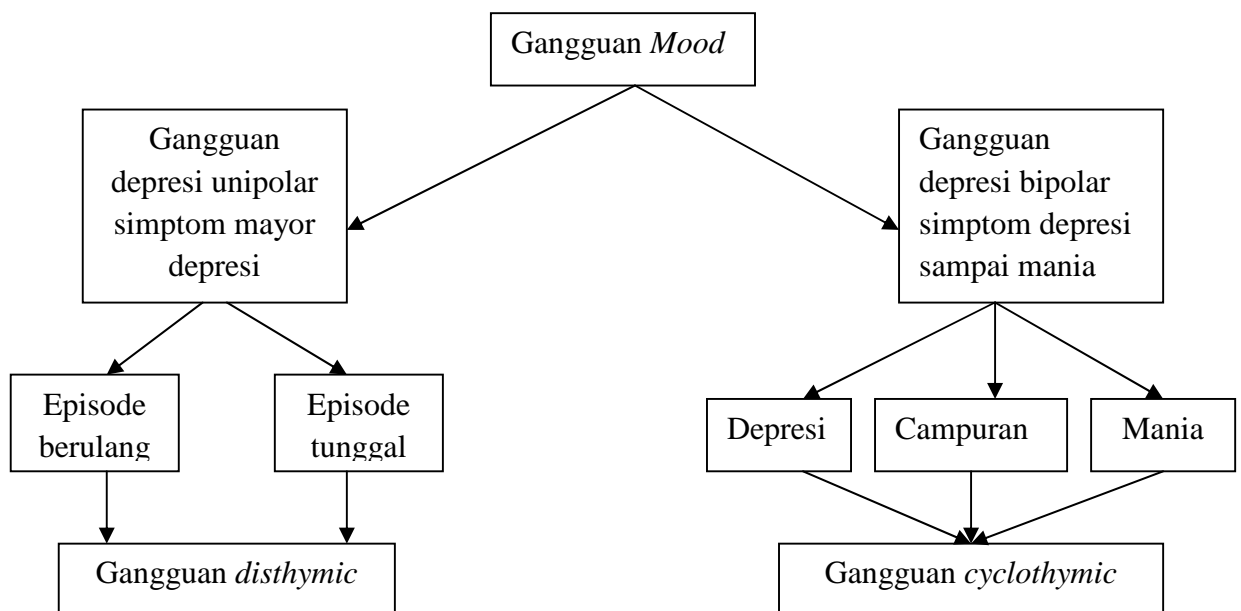 Gangguan Mood
Gangguan
depresi unipolar
simptom mayor
depresi
Gangguan
depresi bipolar
simptom depresi
sampai mania
Episode
berulang
Episode
tunggal
Depresi
Campuran
Mania
Gangguan disthymic
Gangguan cyclothymic